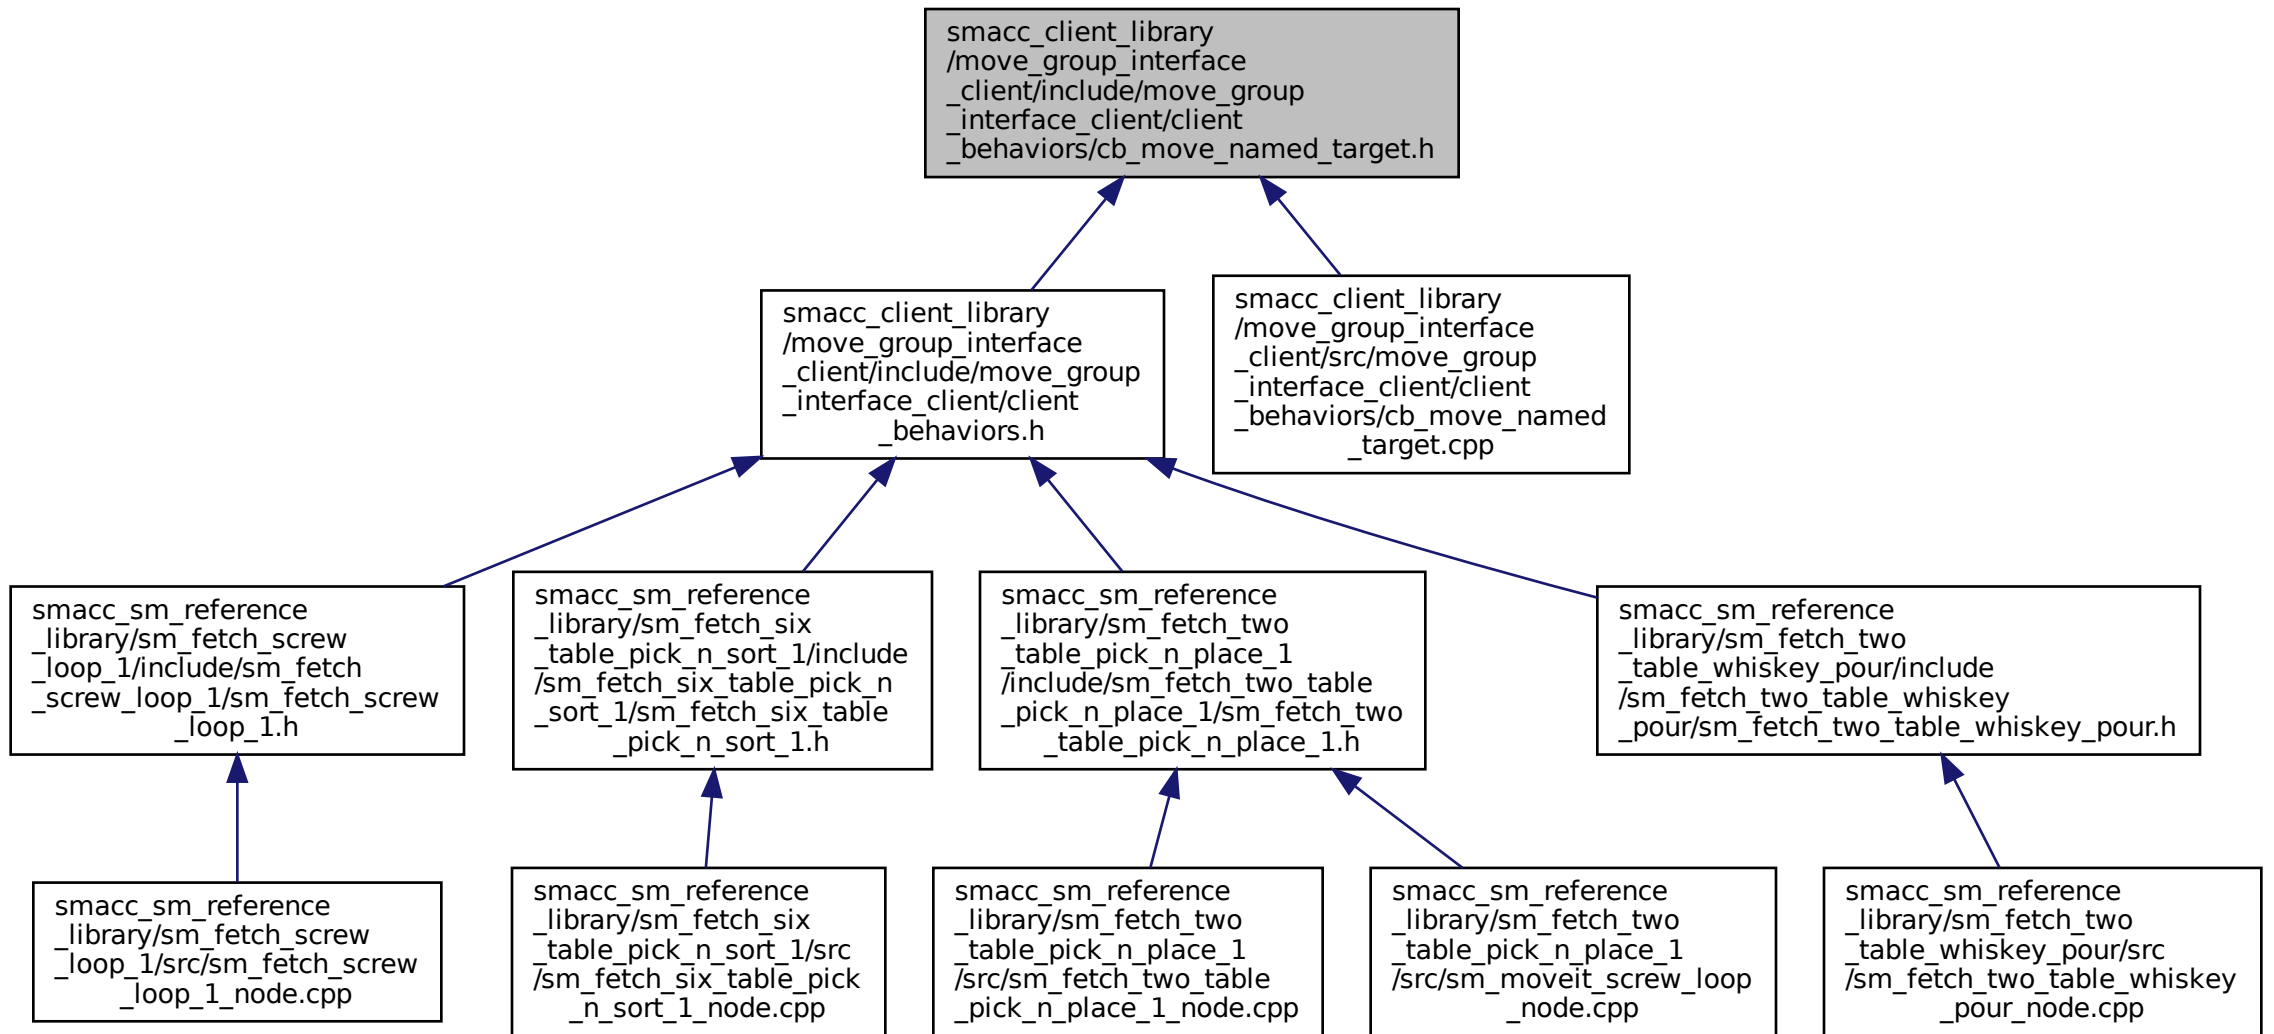 smacc_client_library
/move_group_interface
_client/include/move_group
_interface_client/client
_behaviors/cb_move_named_target.h
smacc_client_library
/move_group_interface
_client/include/move_group
_interface_client/client
_behaviors.h
smacc_client_library
/move_group_interface
_client/src/move_group
_interface_client/client
_behaviors/cb_move_named
_target.cpp
smacc_sm_reference
_library/sm_fetch_screw
_loop_1/include/sm_fetch
_screw_loop_1/sm_fetch_screw
_loop_1.h
smacc_sm_reference
_library/sm_fetch_six
_table_pick_n_sort_1/include
/sm_fetch_six_table_pick_n
_sort_1/sm_fetch_six_table
_pick_n_sort_1.h
smacc_sm_reference
_library/sm_fetch_two
_table_pick_n_place_1
/include/sm_fetch_two_table
_pick_n_place_1/sm_fetch_two
_table_pick_n_place_1.h
smacc_sm_reference
_library/sm_fetch_two
_table_whiskey_pour/include
/sm_fetch_two_table_whiskey
_pour/sm_fetch_two_table_whiskey_pour.h
smacc_sm_reference
_library/sm_fetch_screw
_loop_1/src/sm_fetch_screw
_loop_1_node.cpp
smacc_sm_reference
_library/sm_fetch_six
_table_pick_n_sort_1/src
/sm_fetch_six_table_pick
_n_sort_1_node.cpp
smacc_sm_reference
_library/sm_fetch_two
_table_pick_n_place_1
/src/sm_fetch_two_table
_pick_n_place_1_node.cpp
smacc_sm_reference
_library/sm_fetch_two
_table_pick_n_place_1
/src/sm_moveit_screw_loop
_node.cpp
smacc_sm_reference
_library/sm_fetch_two
_table_whiskey_pour/src
/sm_fetch_two_table_whiskey
_pour_node.cpp